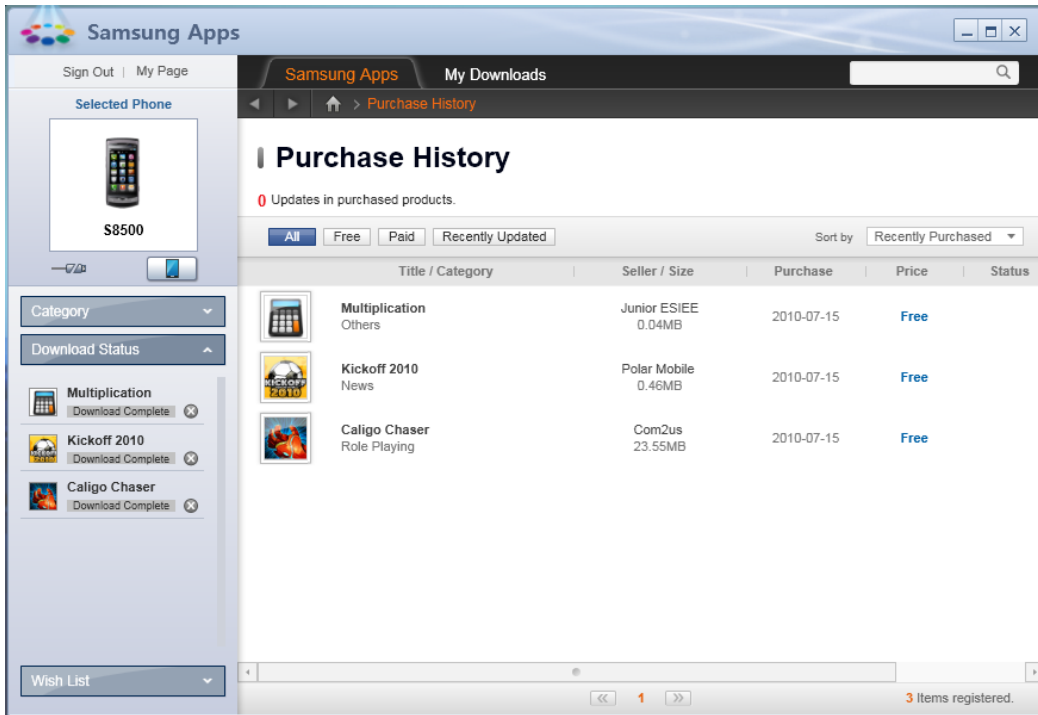 Samsung Apps
Sign Out | My Page
Selected Phone
S8500
Category
Download Status
Multiplication
Download Complete
Kickoff 2010
Download Complete
Caligo Chaser
Download Complete
Wish List
Samsung Apps My Downloads
> Purchase History
Purchase History
0 Updates in purchased products.
All Free Paid Recently Updated Sort by Recently Purchased
Title / Category | Seller / Size | Purchase | Price | Status
Multiplication Junior ESIEE
Others 0.04MB 2010-07-15 Free
KICKOFF 2010
Kickoff 2010 Polar Mobile
News 0.46MB 2010-07-15 Free
Caligo Chaser Com2us
Role Playing 23.55MB 2010-07-15 Free
<< 1 >> 3 Items registered.